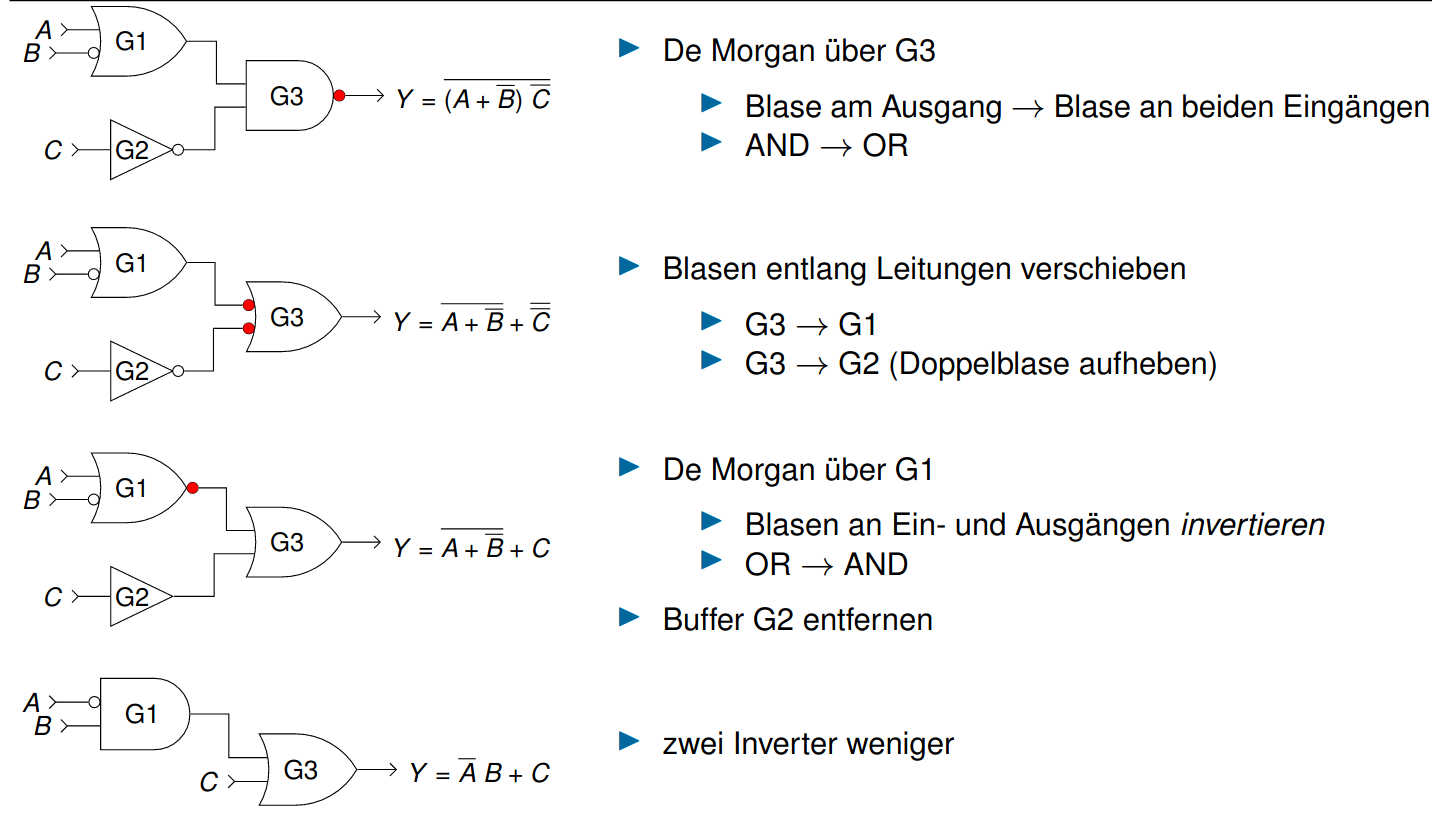 A
B
G1
G3
Y = \overline{(A + \overline{B}) \overline{C}}
C
G2
De Morgan über G3
Blase am Ausgang → Blase an beiden Eingängen
AND → OR
A
B
G1
G3
Y = \overline{A + \overline{B}} + \overline{\overline{C}}
C
G2
Blasen entlang Leitungen verschieben
G3 → G1
G3 → G2 (Doppelblase aufheben)
A
B
G1
G3
Y = \overline{A + \overline{B}} + C
C
G2
De Morgan über G1
Blasen an Ein- und Ausgängen invertieren
OR → AND
Buffer G2 entfernen
A
B
G1
C
G3
Y = \overline{A} B + C
zwei Inverter weniger